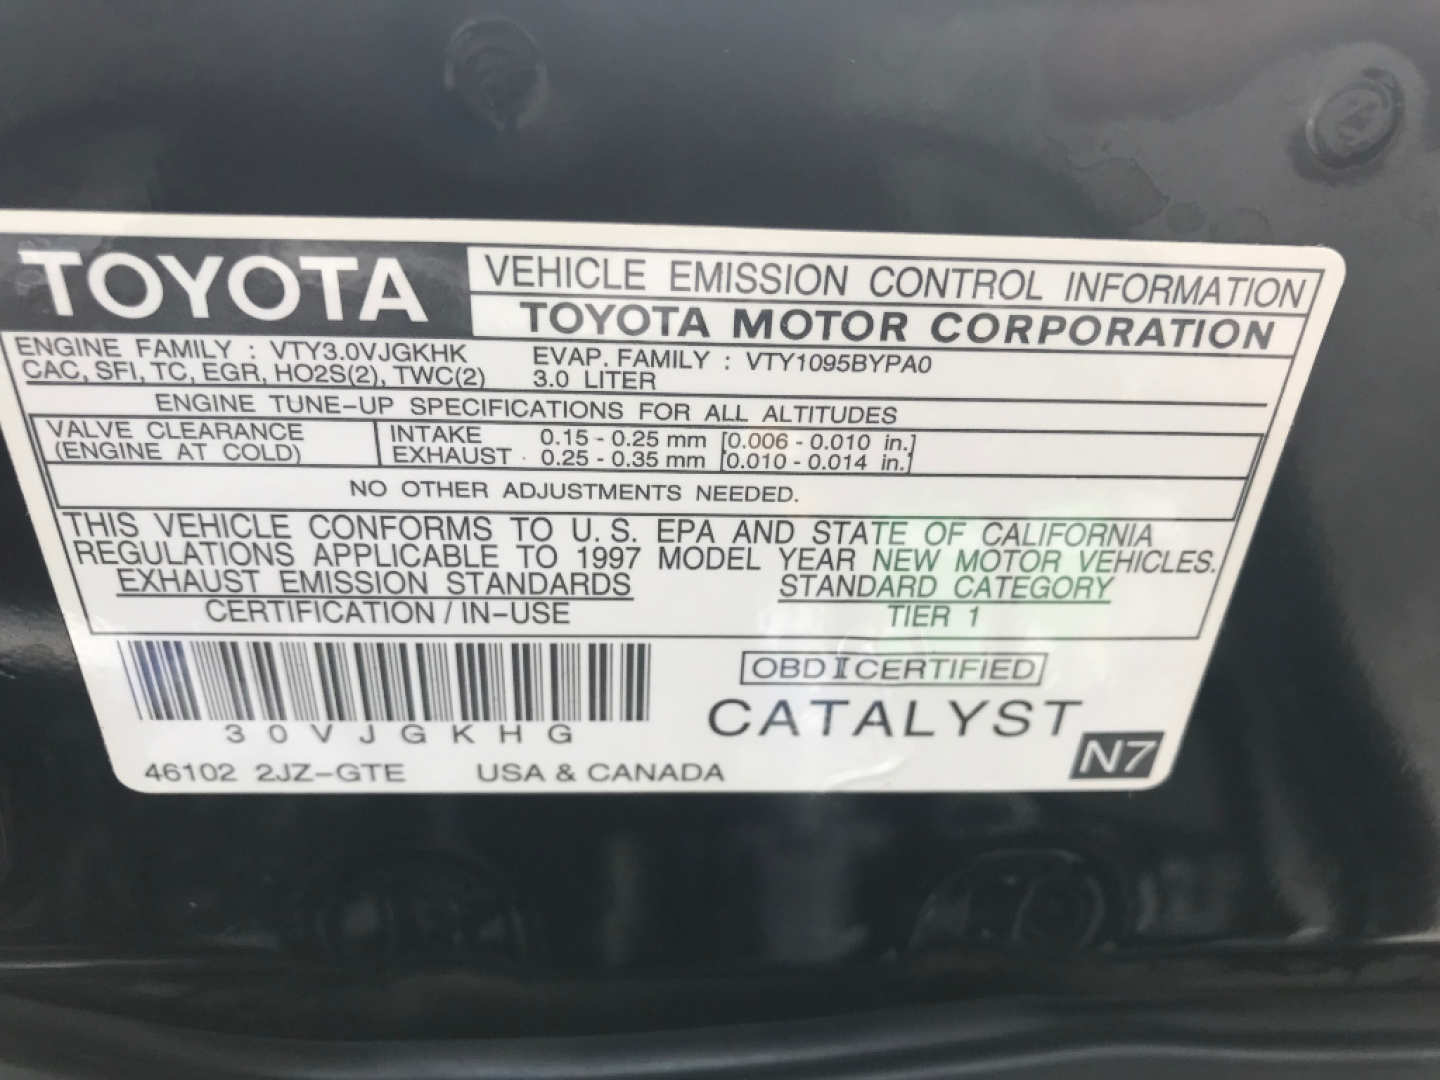 TOYOTA
VEHICLE EMISSION CONTROL INFORMATION
TOYOTA MOTOR CORPORATION
ENGINE FAMILY : VTY3.0VJGKHK
EVAP. FAMILY : VTY1095BYPA0
CAC, SFI, TC, EGR, HO2S(2), TWC(2)
3.0 LITER
ENGINE TUNE-UP SPECIFICATIONS FOR ALL ALTITUDES
VALVE CLEARANCE
(ENGINE AT COLD)
INTAKE 0.15 - 0.25 mm [0.006 - 0.010 in.]
EXHAUST 0.25 - 0.35 mm [0.010 - 0.014 in.]
NO OTHER ADJUSTMENTS NEEDED.
THIS VEHICLE CONFORMS TO U. S. EPA AND STATE OF CALIFORNIA
REGULATIONS APPLICABLE TO 1997 MODEL YEAR NEW MOTOR VEHICLES.
EXHAUST EMISSION STANDARDS STANDARD CATEGORY
CERTIFICATION / IN-USE TIER 1
OBD II CERTIFIED
CATALYST
30VJGKHG
N7
46102 2JZ-GTE USA & CANADA